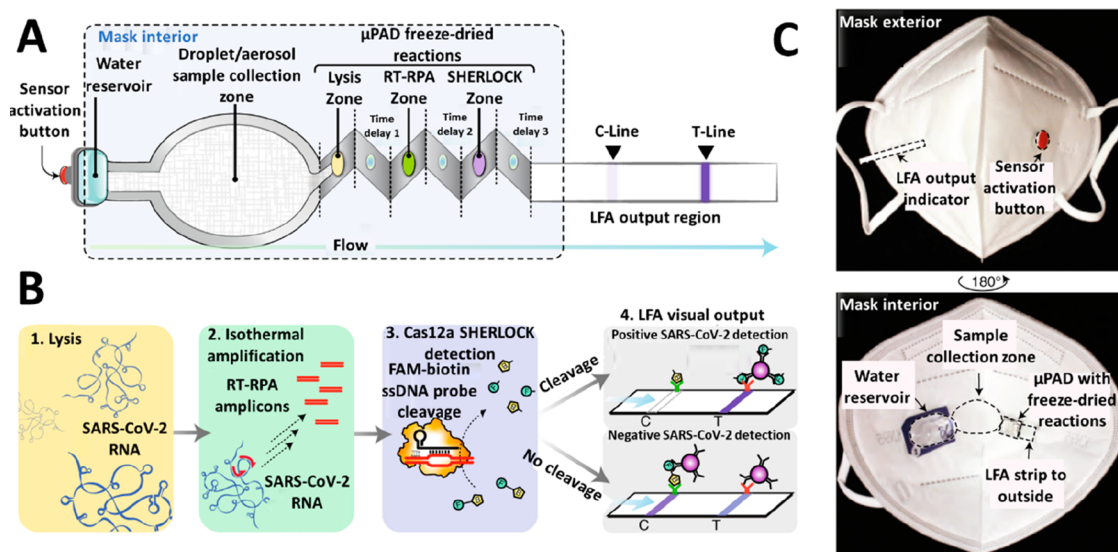 A
Mask interior
Water
reservoir
Droplet/aerosol
sample collection
zone
µPAD freeze-dried
reactions
Lysis
Zone
RT-RPA
Zone
SHERLOCK
Zone
Sensor
activation
button
Time
delay 1
Time
delay 2
Time
delay 3
C-Line
T-Line
LFA output region
Flow
B
1. Lysis
SARS-CoV-2
RNA
2. Isothermal
amplification
RT-RPA
amplicons
SARS-CoV-2
RNA
3. Cas12a SHERLOCK
detection
FAM-biotin
ssDNA probe
cleavage
Cleavage
No cleavage
4. LFA visual output
Positive SARS-CoV-2 detection
C
T
Negative SARS-CoV-2 detection
C
T
C
Mask exterior
LFA output
indicator
Sensor
activation
button
180°
Mask interior
Sample
collection zone
Water
reservoir
µPAD with
freeze-dried
reactions
LFA strip to
outside